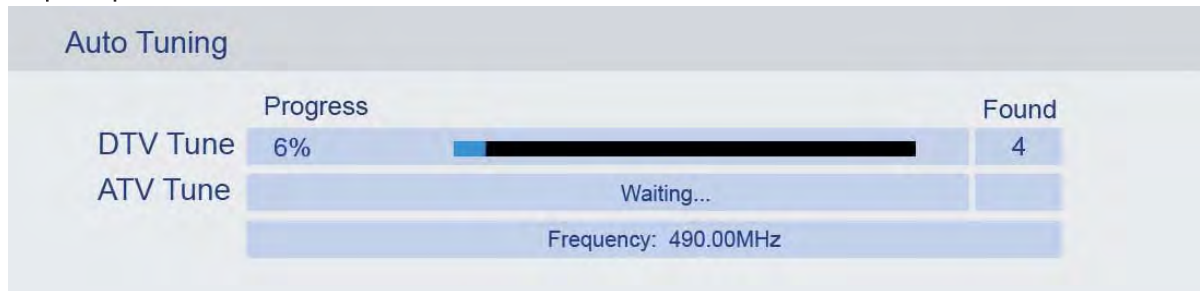 Auto Tuning
Progress Found
DTV Tune 6% 4
ATV Tune Waiting...
Frequency: 490.00MHz